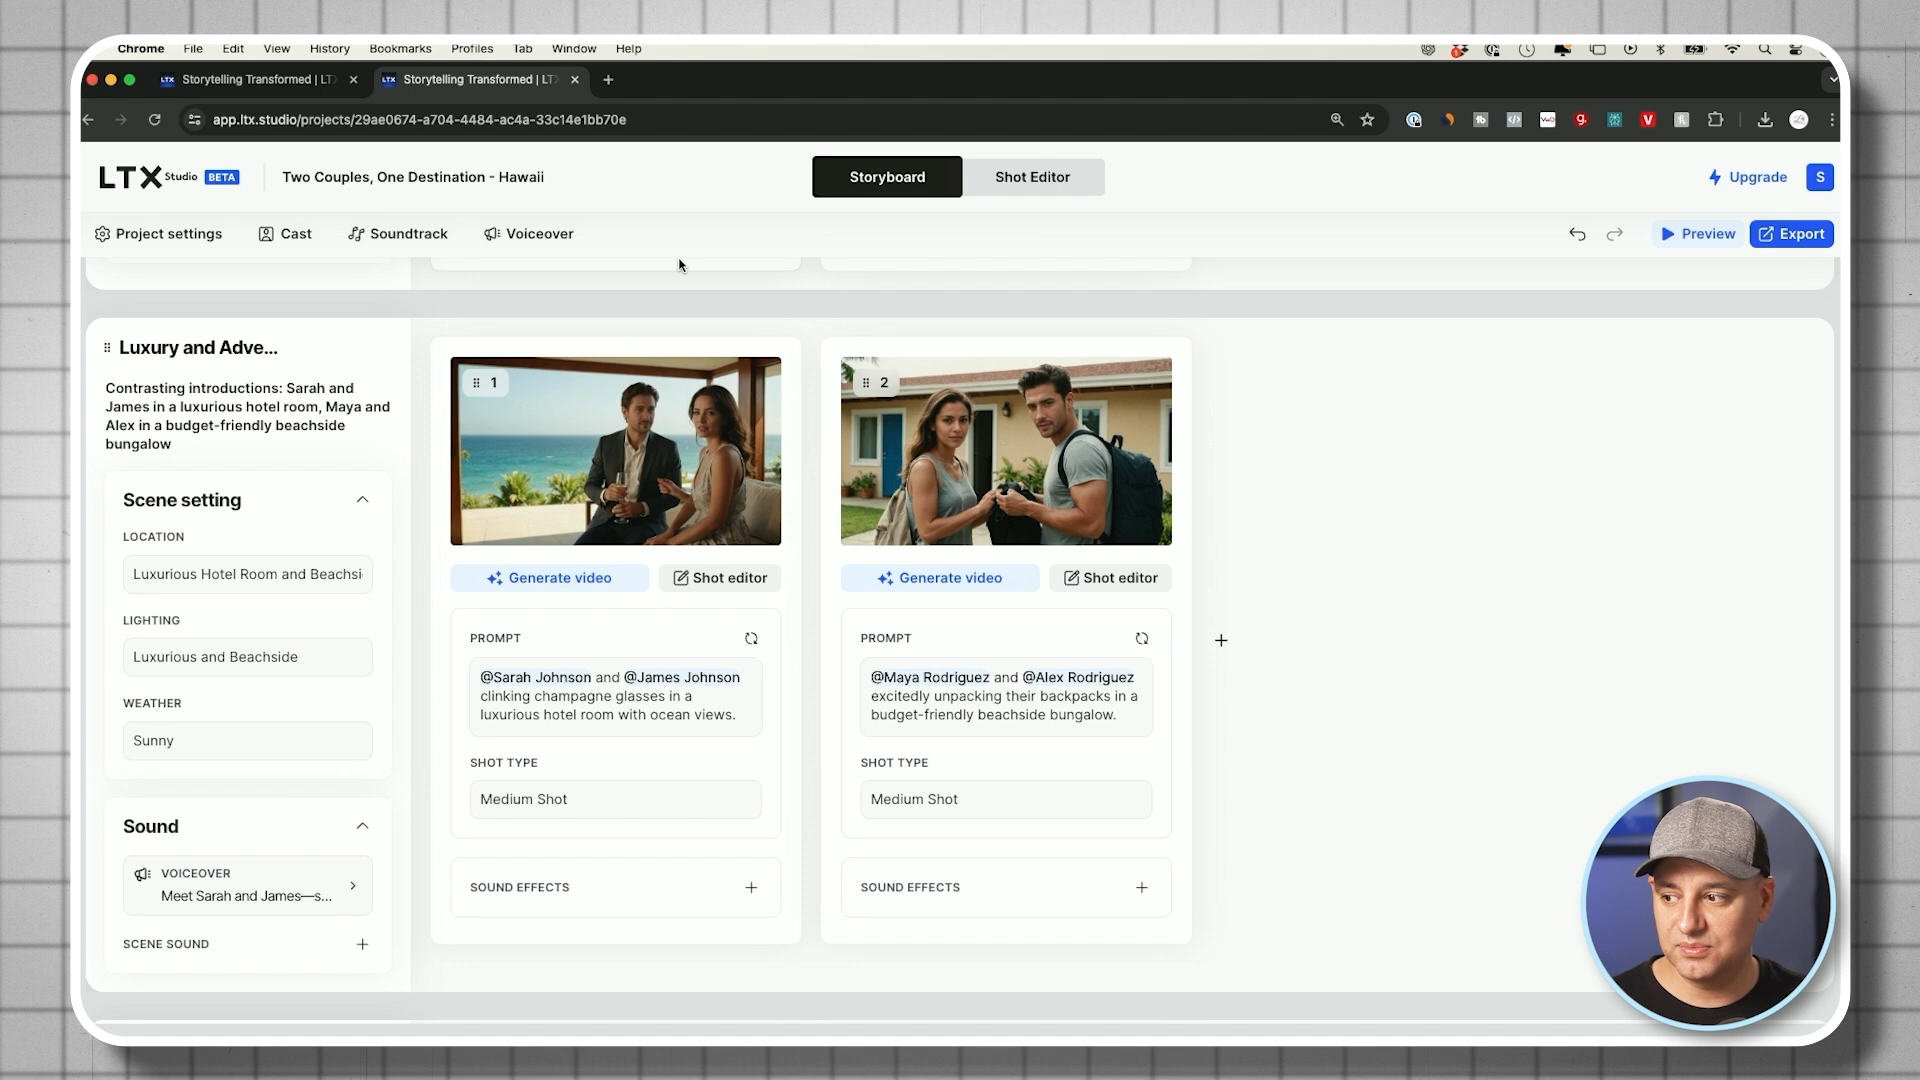 Chrome File Edit View History Bookmarks Profiles Tab Window Help
LTX Storytelling Transformed | LT
LTX Storytelling Transformed | LT
app.ltx.studio/projects/29ae0674-a704-4484-ac4a-33c14e1bb70e
LTX Studio BETA
Two Couples, One Destination - Hawaii
Storyboard
Shot Editor
Upgrade
S
Project settings
Cast
Soundtrack
Voiceover
Preview
Export
Luxury and Adve...
Contrasting introductions: Sarah and
James in a luxurious hotel room, Maya and
Alex in a budget-friendly beachside
bungalow
Scene setting
LOCATION
Luxurious Hotel Room and Beachsi
LIGHTING
Luxurious and Beachside
WEATHER
Sunny
Sound
VOICEOVER
Meet Sarah and James—s...
SCENE SOUND
1
Generate video
Shot editor
PROMPT
@Sarah Johnson and @James Johnson
clinking champagne glasses in a
luxurious hotel room with ocean views.
SHOT TYPE
Medium Shot
SOUND EFFECTS
2
Generate video
Shot editor
PROMPT
@Maya Rodriguez and @Alex Rodriguez
excitedly unpacking their backpacks in a
budget-friendly beachside bungalow.
SHOT TYPE
Medium Shot
SOUND EFFECTS